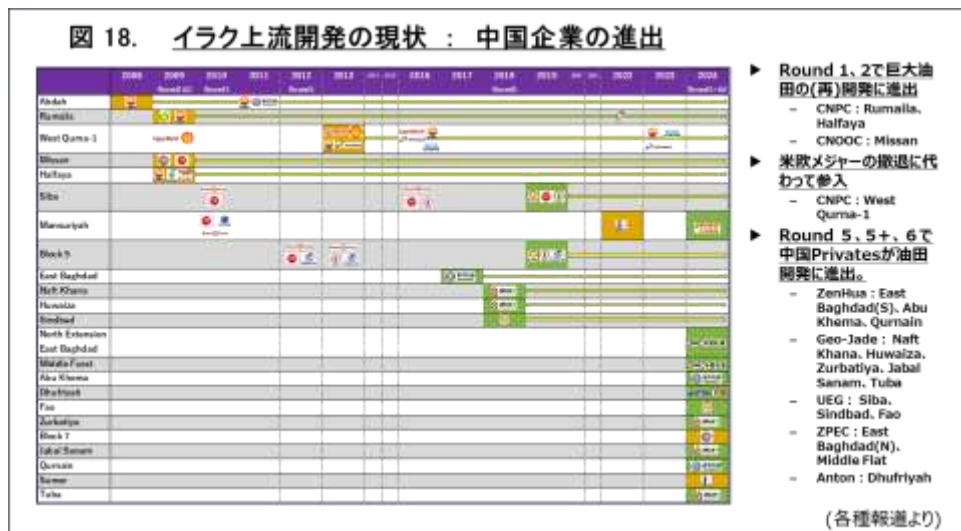 図 18. イラク上流開発の現状 : 中国企業の進出
2008 2009 2010 2011 2012 2013 2016 2017 2018 2019 2022 2023 2024
Ahdab
Rumaila
West Qurna-1
Missan
Halfaya
Siba
Mansuriyah
Block 9
East Baghdad
Naft Khana
Huwaiza
Sindbad
North Extension
East Baghdad
Middle Furat
Abu Khema
Dhufriyah
Fao
Zurbatiya
Block 7
Jabal Sanam
Qurnain
Sumer
Tuba
▶ Round 1、2で巨大油
田の(再)開発に進出
– CNPC : Rumaila、
Halfaya
– CNOOC : Missan
▶ 米欧メジャーの撤退に代
わって参入
– CNPC : West
Qurna-1
▶ Round 5、5+、6で
中国Privatesが油田
開発に進出。
– ZenHua : East
Baghdad(S)、Abu
Khema、Qurnain
– Geo-Jade : Naft
Khana、Huwaiza、
Zurbatiya、Jabal
Sanam、Tuba
– UEG : Siba、
Sindbad、Fao
– ZPEC : East
Baghdad(N)、
Middle Flat
– Anton : Dhufriyah
(各種報道より)